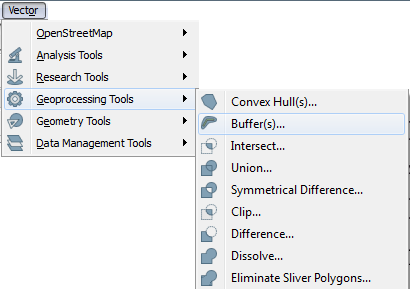 Vector
OpenStreetMap
Analysis Tools
Research Tools
Geoprocessing Tools
Geometry Tools
Data Management Tools
Convex Hull(s)...
Buffer(s)...
Intersect...
Union...
Symmetrical Difference...
Clip...
Difference...
Dissolve...
Eliminate Sliver Polygons...